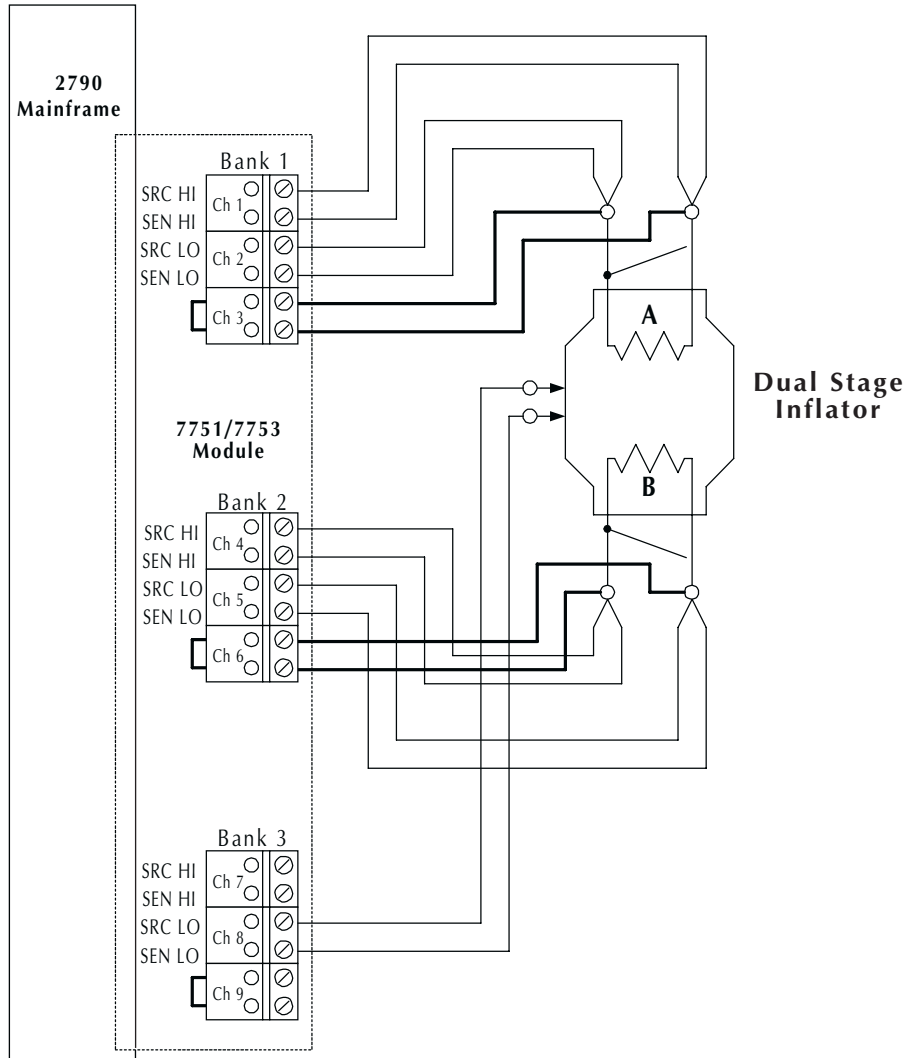 2790
Mainframe
Bank 1
SRC HI
Ch 1
SEN HI
SRC LO
Ch 2
SEN LO
Ch 3
A
Dual Stage
Inflator
7751/7753
Module
B
Bank 2
SRC HI
Ch 4
SEN HI
SRC LO
Ch 5
SEN LO
Ch 6
Bank 3
SRC HI
Ch 7
SEN HI
SRC LO
Ch 8
SEN LO
Ch 9